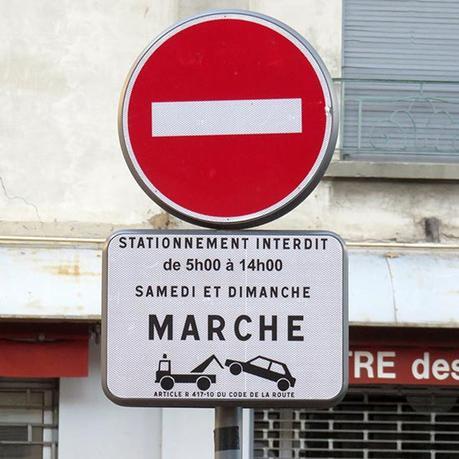 STATIONNEMENT INTERDIT
de 5h00 à 14h00
SAMEDI ET DIMANCHE
MARCHE
ARTICLE R 417-10 DU CODE DE LA ROUTE
TRE des